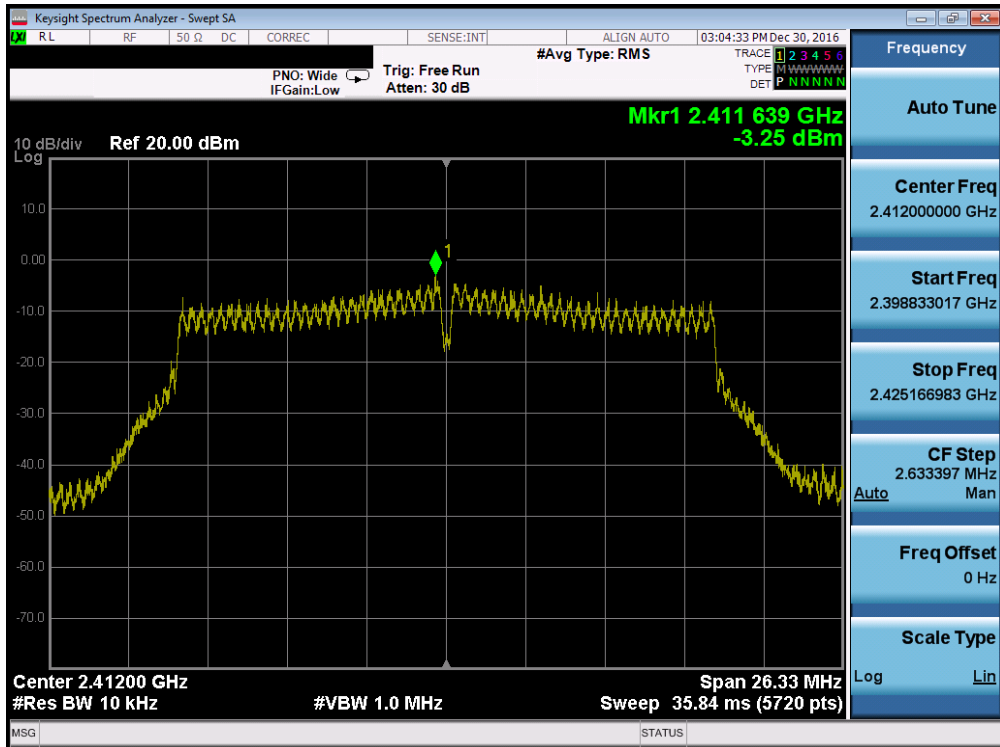 Keysight Spectrum Analyzer - Swept SA
LXI RL RF 50 Ω DC CORREC SENSE:INT ALIGN AUTO 03:04:33 PM Dec 30, 2016
PNO: Wide Trig: Free Run #Avg Type: RMS TRACE 1 2 3 4 5 6
IFGain:Low Atten: 30 dB TYPE M WWWWW
DET P N N N N N
Mkr1 2.411 639 GHz
-3.25 dBm
10 dB/div Ref 20.00 dBm
Log
1
10.0
0.00
-10.0
-20.0
-30.0
-40.0
-50.0
-60.0
-70.0
Center 2.41200 GHz Span 26.33 MHz
#Res BW 10 kHz #VBW 1.0 MHz Sweep 35.84 ms (5720 pts)
MSG STATUS
Frequency
Auto Tune
Center Freq
2.412000000 GHz
Start Freq
2.398833017 GHz
Stop Freq
2.425166983 GHz
CF Step
2.633397 MHz
Auto Man
Freq Offset
0 Hz
Scale Type
Log Lin